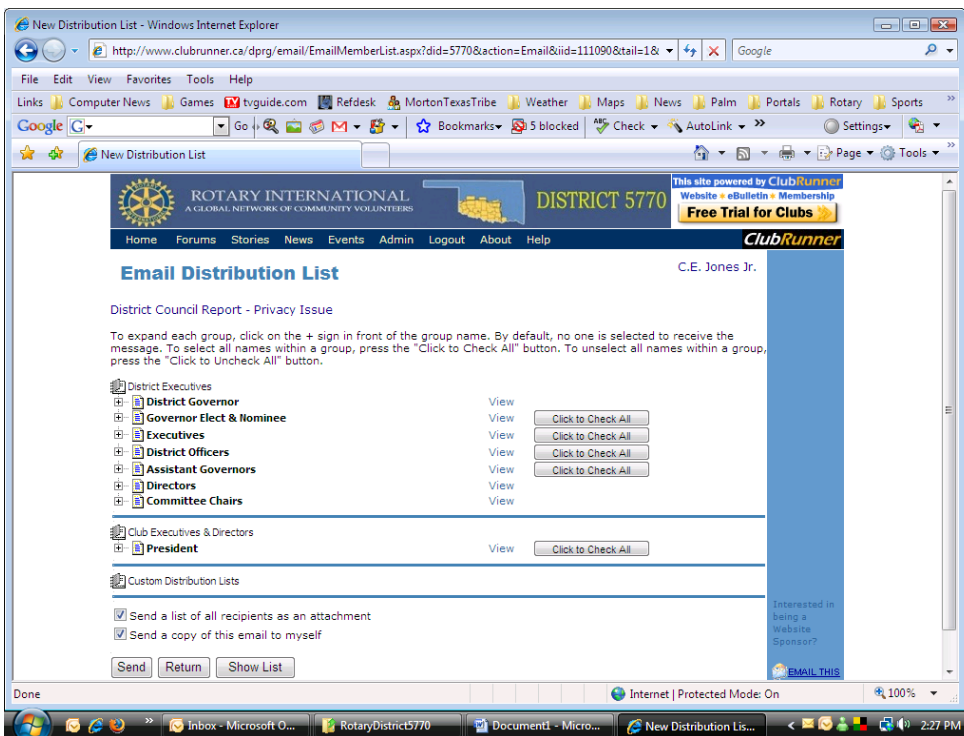 New Distribution List - Windows Internet Explorer
http://www.clubrunner.ca/dprg/email/EmailMemberList.aspx?did=5770&action=Email&iid=111090&tail=1& Google
File Edit View Favorites Tools Help
Links Computer News Games tvguide.com Refdesk MortonTexasTribe Weather Maps News Palm Portals Rotary Sports »
Google G Go Bookmarks 5 blocked Check AutoLink » Settings
New Distribution List Page Tools »
ROTARY INTERNATIONAL
A GLOBAL NETWORK OF COMMUNITY VOLUNTEERS
DISTRICT 5770
This site powered by ClubRunner
Website • eBulletin • Membership
Free Trial for Clubs
Home Forums Stories News Events Admin Logout About Help ClubRunner
Email Distribution List C.E. Jones Jr.
District Council Report - Privacy Issue
To expand each group, click on the + sign in front of the group name. By default, no one is selected to receive the
message. To select all names within a group, press the "Click to Check All" button. To unselect all names within a group,
press the "Click to Uncheck All" button.
District Executives
District Governor View
Governor Elect & Nominee View Click to Check All
Executives View Click to Check All
District Officers View Click to Check All
Assistant Governors View Click to Check All
Directors View
Committee Chairs View
Club Executives & Directors
President View Click to Check All
Custom Distribution Lists
Send a list of all recipients as an attachment
Send a copy of this email to myself
Interested in
being a
Website
Sponsor?
EMAIL THIS
Send Return Show List
Done Internet | Protected Mode: On 100%
» Inbox - Microsoft O... RotaryDistrict5770 Document1 - Micro... New Distribution Lis... < 2:27 PM